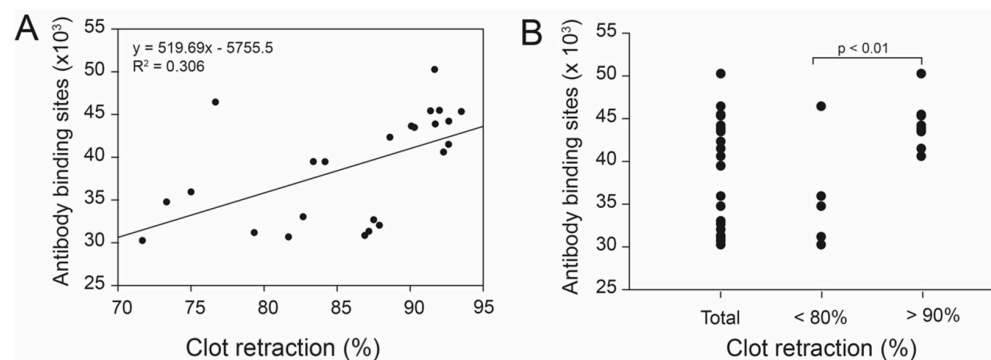 A
Antibody binding sites (x10³)
55
50
45
40
35
30
25
y = 519.69x - 5755.5
R² = 0.306
70 75 80 85 90 95
Clot retraction (%)
B
Antibody binding sites (x 10³)
55
50
45
40
35
30
25
p < 0.01
Total < 80% > 90%
Clot retraction (%)